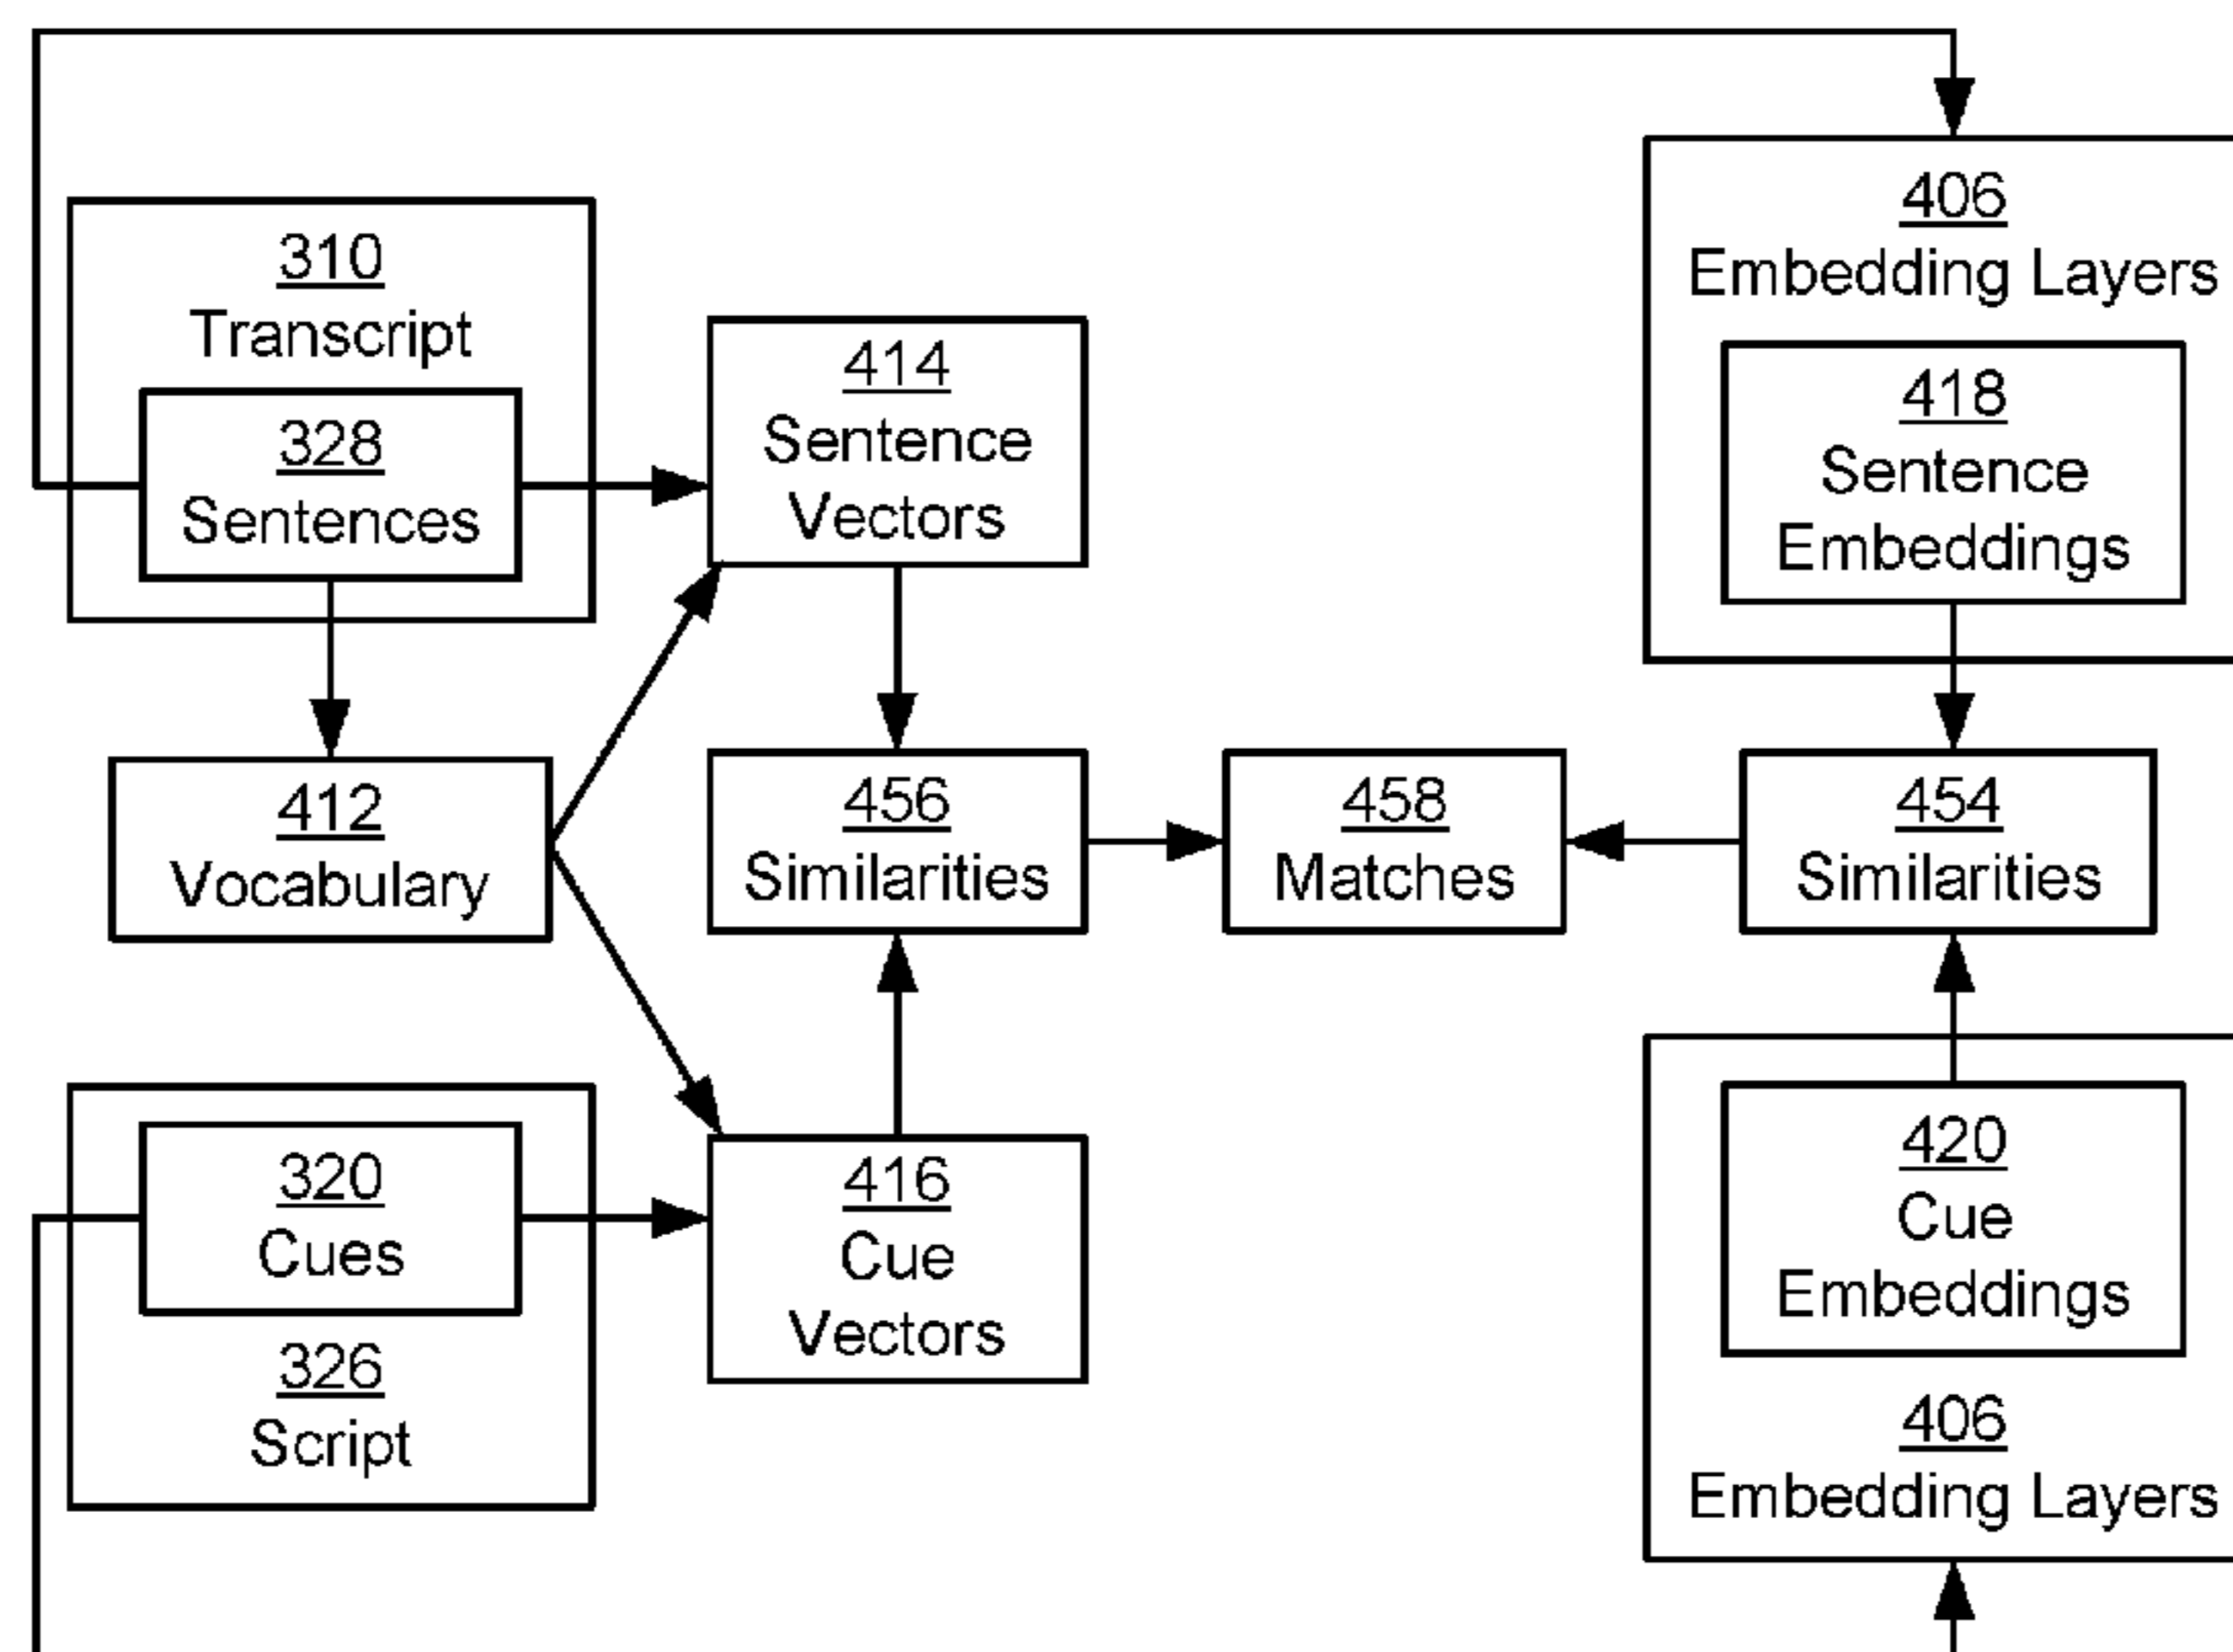 310
Transcript
328
Sentences
412
Vocabulary
320
Cues
326
Script
414
Sentence
Vectors
456
Similarities
416
Cue
Vectors
458
Matches
406
Embedding Layers
418
Sentence
Embeddings
454
Similarities
420
Cue
Embeddings
406
Embedding Layers